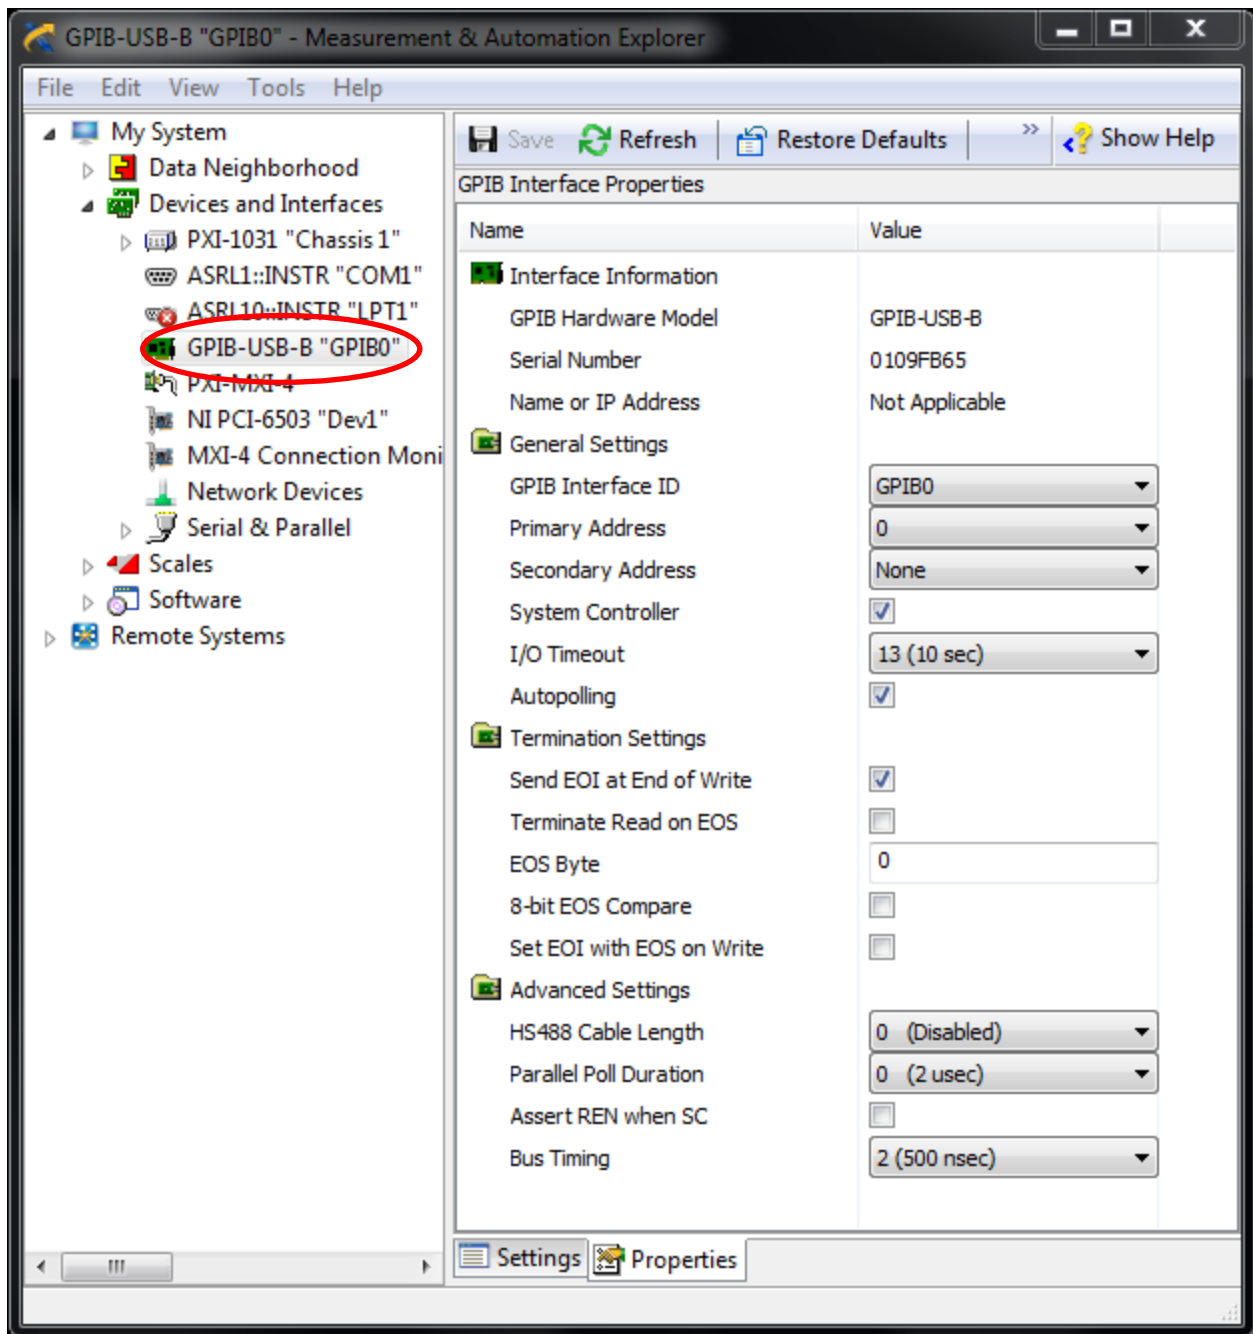 GPIB-USB-B "GPIB0" - Measurement & Automation Explorer
File Edit View Tools Help
My System
Data Neighborhood
Devices and Interfaces
PXI-1031 "Chassis 1"
ASRL1::INSTR "COM1"
ASRL10::INSTR "LPT1"
GPIB-USB-B "GPIB0"
PXI-MXI-4
NI PCI-6503 "Dev1"
MXI-4 Connection Moni
Network Devices
Serial & Parallel
Scales
Software
Remote Systems
Save Refresh Restore Defaults » Show Help
GPIB Interface Properties
Name Value
Interface Information
GPIB Hardware Model GPIB-USB-B
Serial Number 0109FB65
Name or IP Address Not Applicable
General Settings
GPIB Interface ID GPIB0
Primary Address 0
Secondary Address None
System Controller
I/O Timeout 13 (10 sec)
Autopolling
Termination Settings
Send EOI at End of Write
Terminate Read on EOS
EOS Byte 0
8-bit EOS Compare
Set EOI with EOS on Write
Advanced Settings
HS488 Cable Length 0 (Disabled)
Parallel Poll Duration 0 (2 usec)
Assert REN when SC
Bus Timing 2 (500 nsec)
Settings Properties